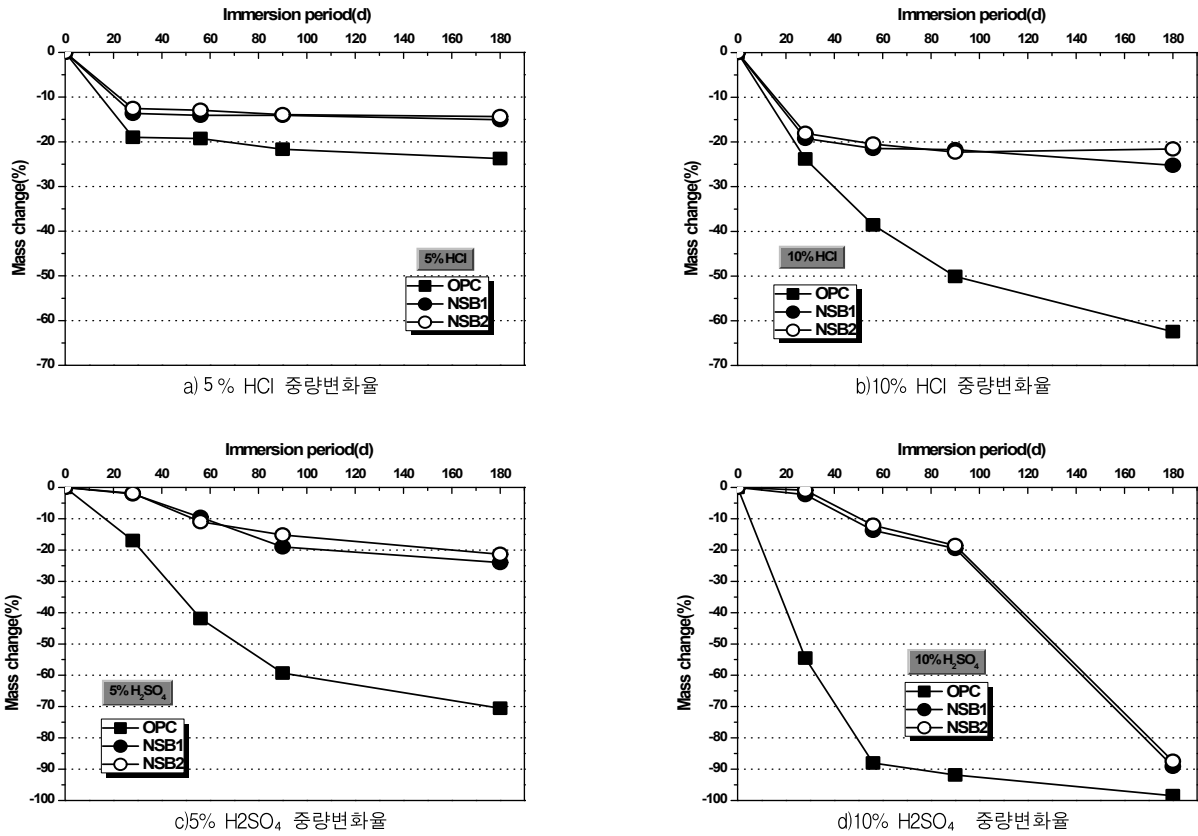 Immersion period(d)
0 20 40 60 80 100 120 140 160 180
0
-10
-20
-30
-40
-50
-60
-70
Mass change(%)
5% HCl
OPC
NSB1
NSB2
a) 5 % HCl 중량변화율
Immersion period(d)
0 20 40 60 80 100 120 140 160 180
0
-10
-20
-30
-40
-50
-60
-70
Mass change(%)
10% HCl
OPC
NSB1
NSB2
b)10% HCl 중량변화율
Immersion period(d)
0 20 40 60 80 100 120 140 160 180
0
-10
-20
-30
-40
-50
-60
-70
-80
-90
-100
Mass change(%)
5% H₂SO₄
OPC
NSB1
NSB2
c)5% H2SO₄ 중량변화율
Immersion period(d)
0 20 40 60 80 100 120 140 160 180
0
-10
-20
-30
-40
-50
-60
-70
-80
-90
-100
Mass change(%)
10% H₂SO₄
OPC
NSB1
NSB2
d)10% H2SO₄ 중량변화율